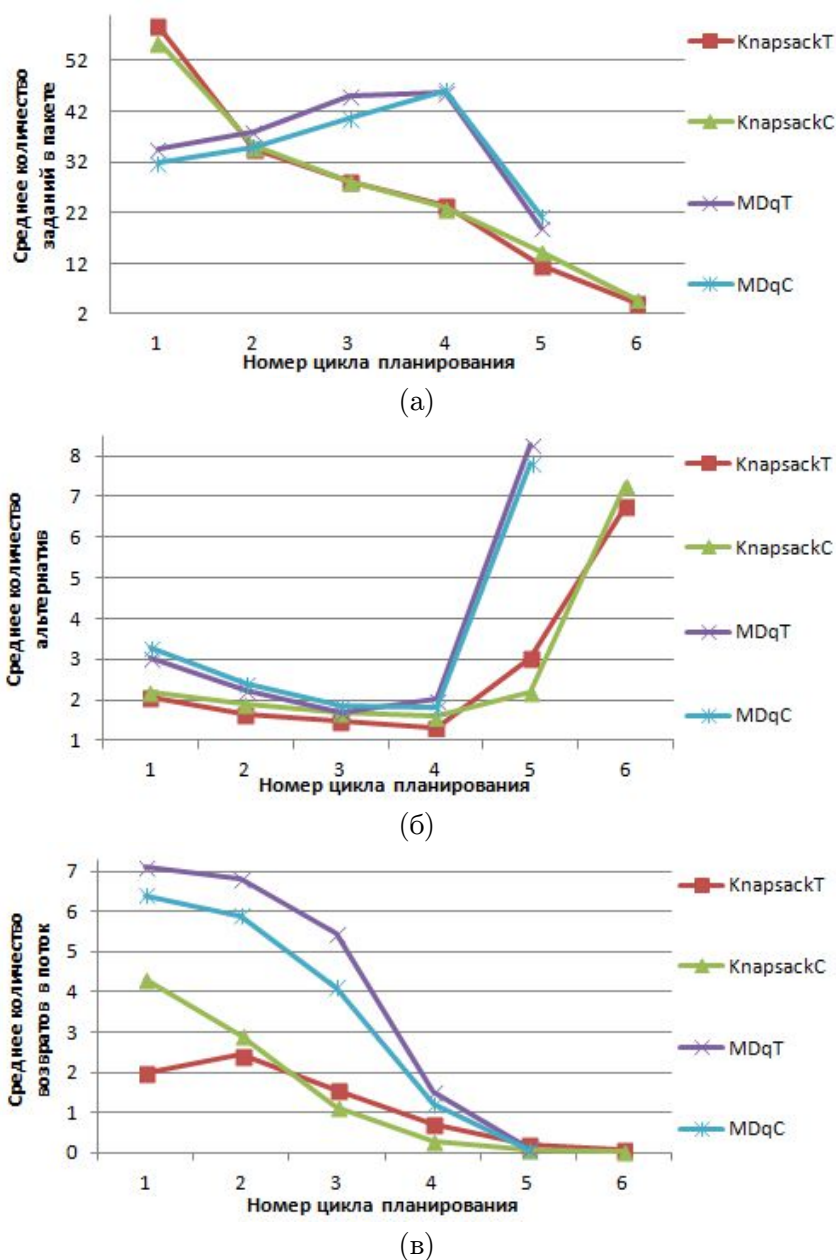 Среднее количество
заданий в пакете
52
42
32
22
12
2
1 2 3 4 5 6
Номер цикла планирования
KnapsackT
KnapsackC
MDqT
MDqC
(а)
Среднее количество
альтернатив
8
7
6
5
4
3
2
1
1 2 3 4 5 6
Номер цикла планирования
KnapsackT
KnapsackC
MDqT
MDqC
(б)
Среднее количество
возвратов в поток
7
6
5
4
3
2
1
0
1 2 3 4 5 6
Номер цикла планирования
KnapsackT
KnapsackC
MDqT
MDqC
(в)